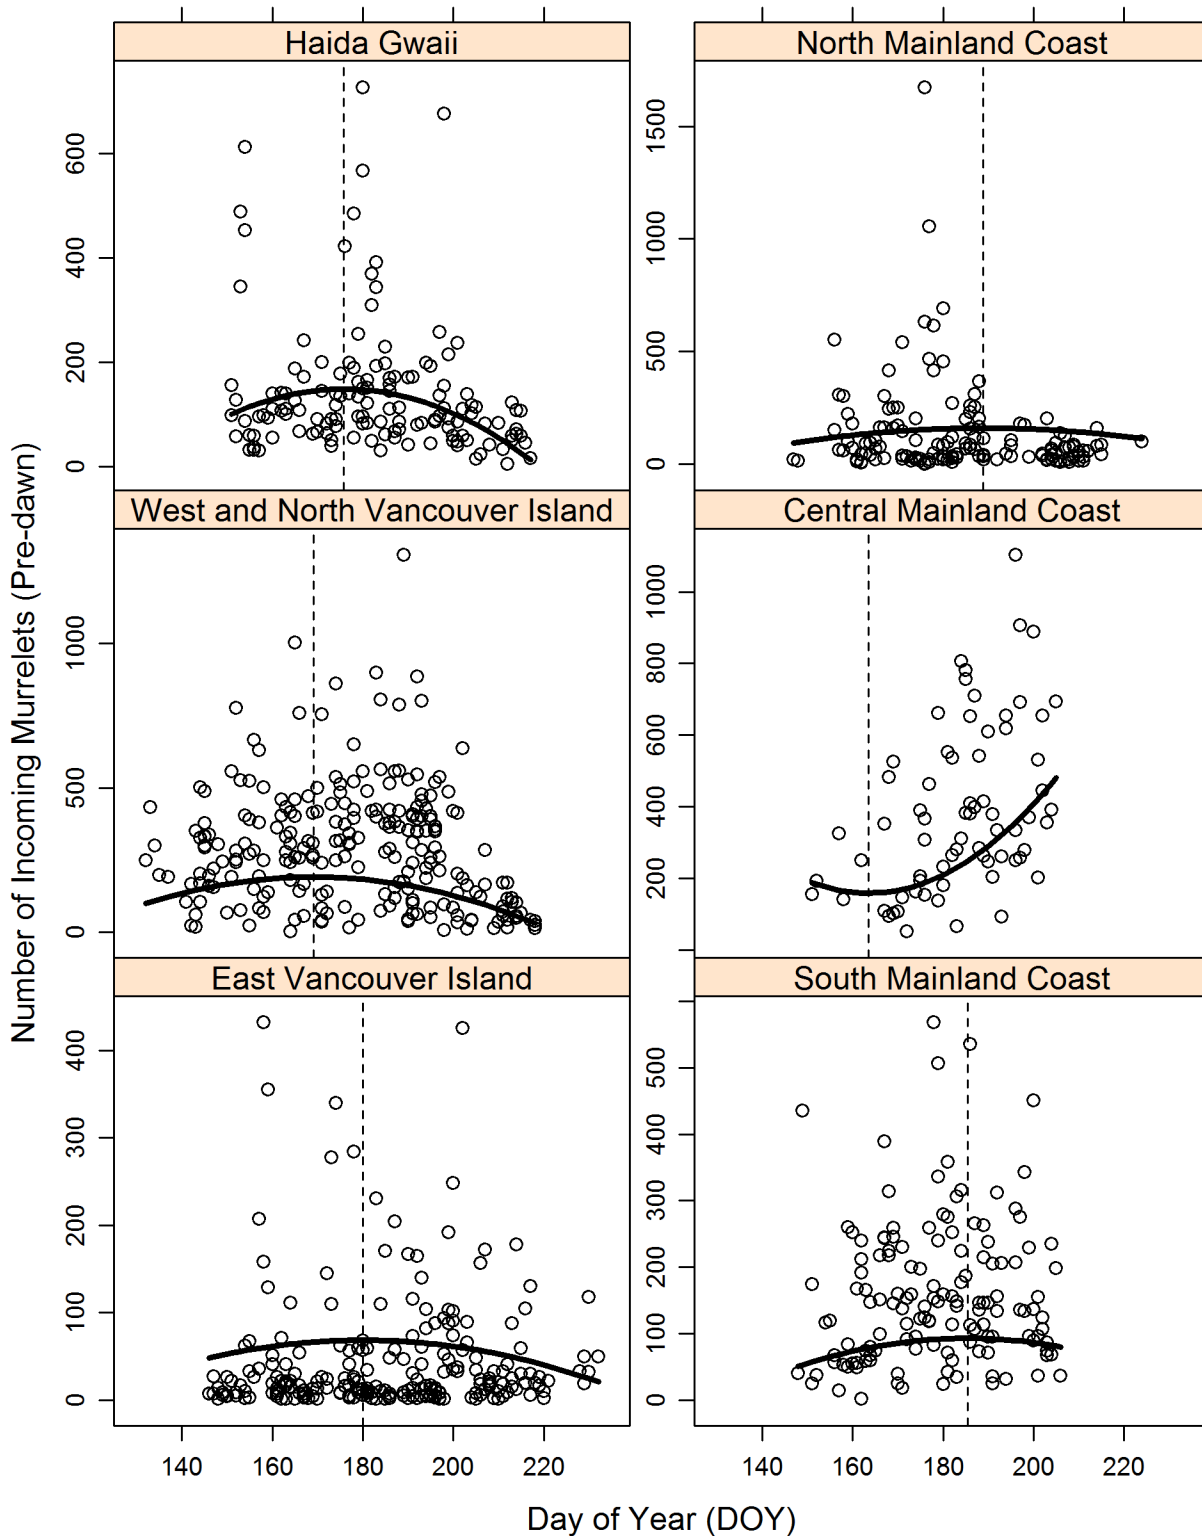 Haida Gwaii
North Mainland Coast
0 200 400 600
0 500 1000 1500
West and North Vancouver Island
Central Mainland Coast
0 500 1000
200 400 600 800 1000
East Vancouver Island
South Mainland Coast
0 100 200 300 400
0 100 200 300 400 500
140 160 180 200 220
140 160 180 200 220
Number of Incoming Murrelets (Pre-dawn)
Day of Year (DOY)